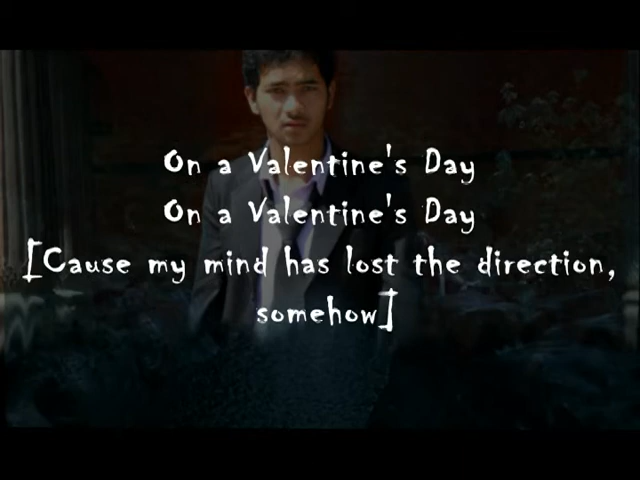 On a Valentine's Day
On a Valentine's Day
[Cause my mind has lost the direction,
somehow]